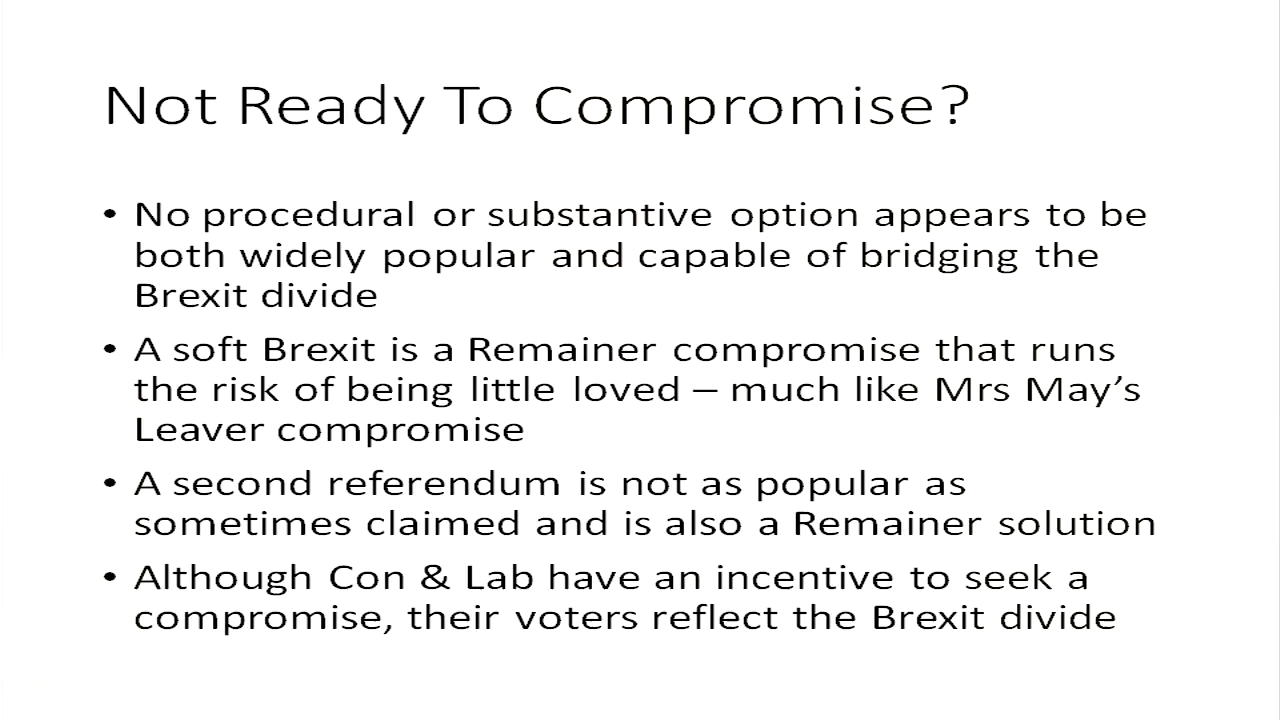 Not Ready To Compromise?
• No procedural or substantive option appears to be
both widely popular and capable of bridging the
Brexit divide
• A soft Brexit is a Remainer compromise that runs
the risk of being little loved – much like Mrs May’s
Leaver compromise
• A second referendum is not as popular as
sometimes claimed and is also a Remainer solution
• Although Con & Lab have an incentive to seek a
compromise, their voters reflect the Brexit divide